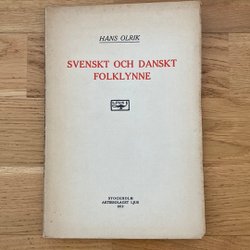 HANS OLRIK
SVENSKT OCH DANSKT
FOLKLYNNE
STOCKHOLM
AKTIEBOLAGET LJUS